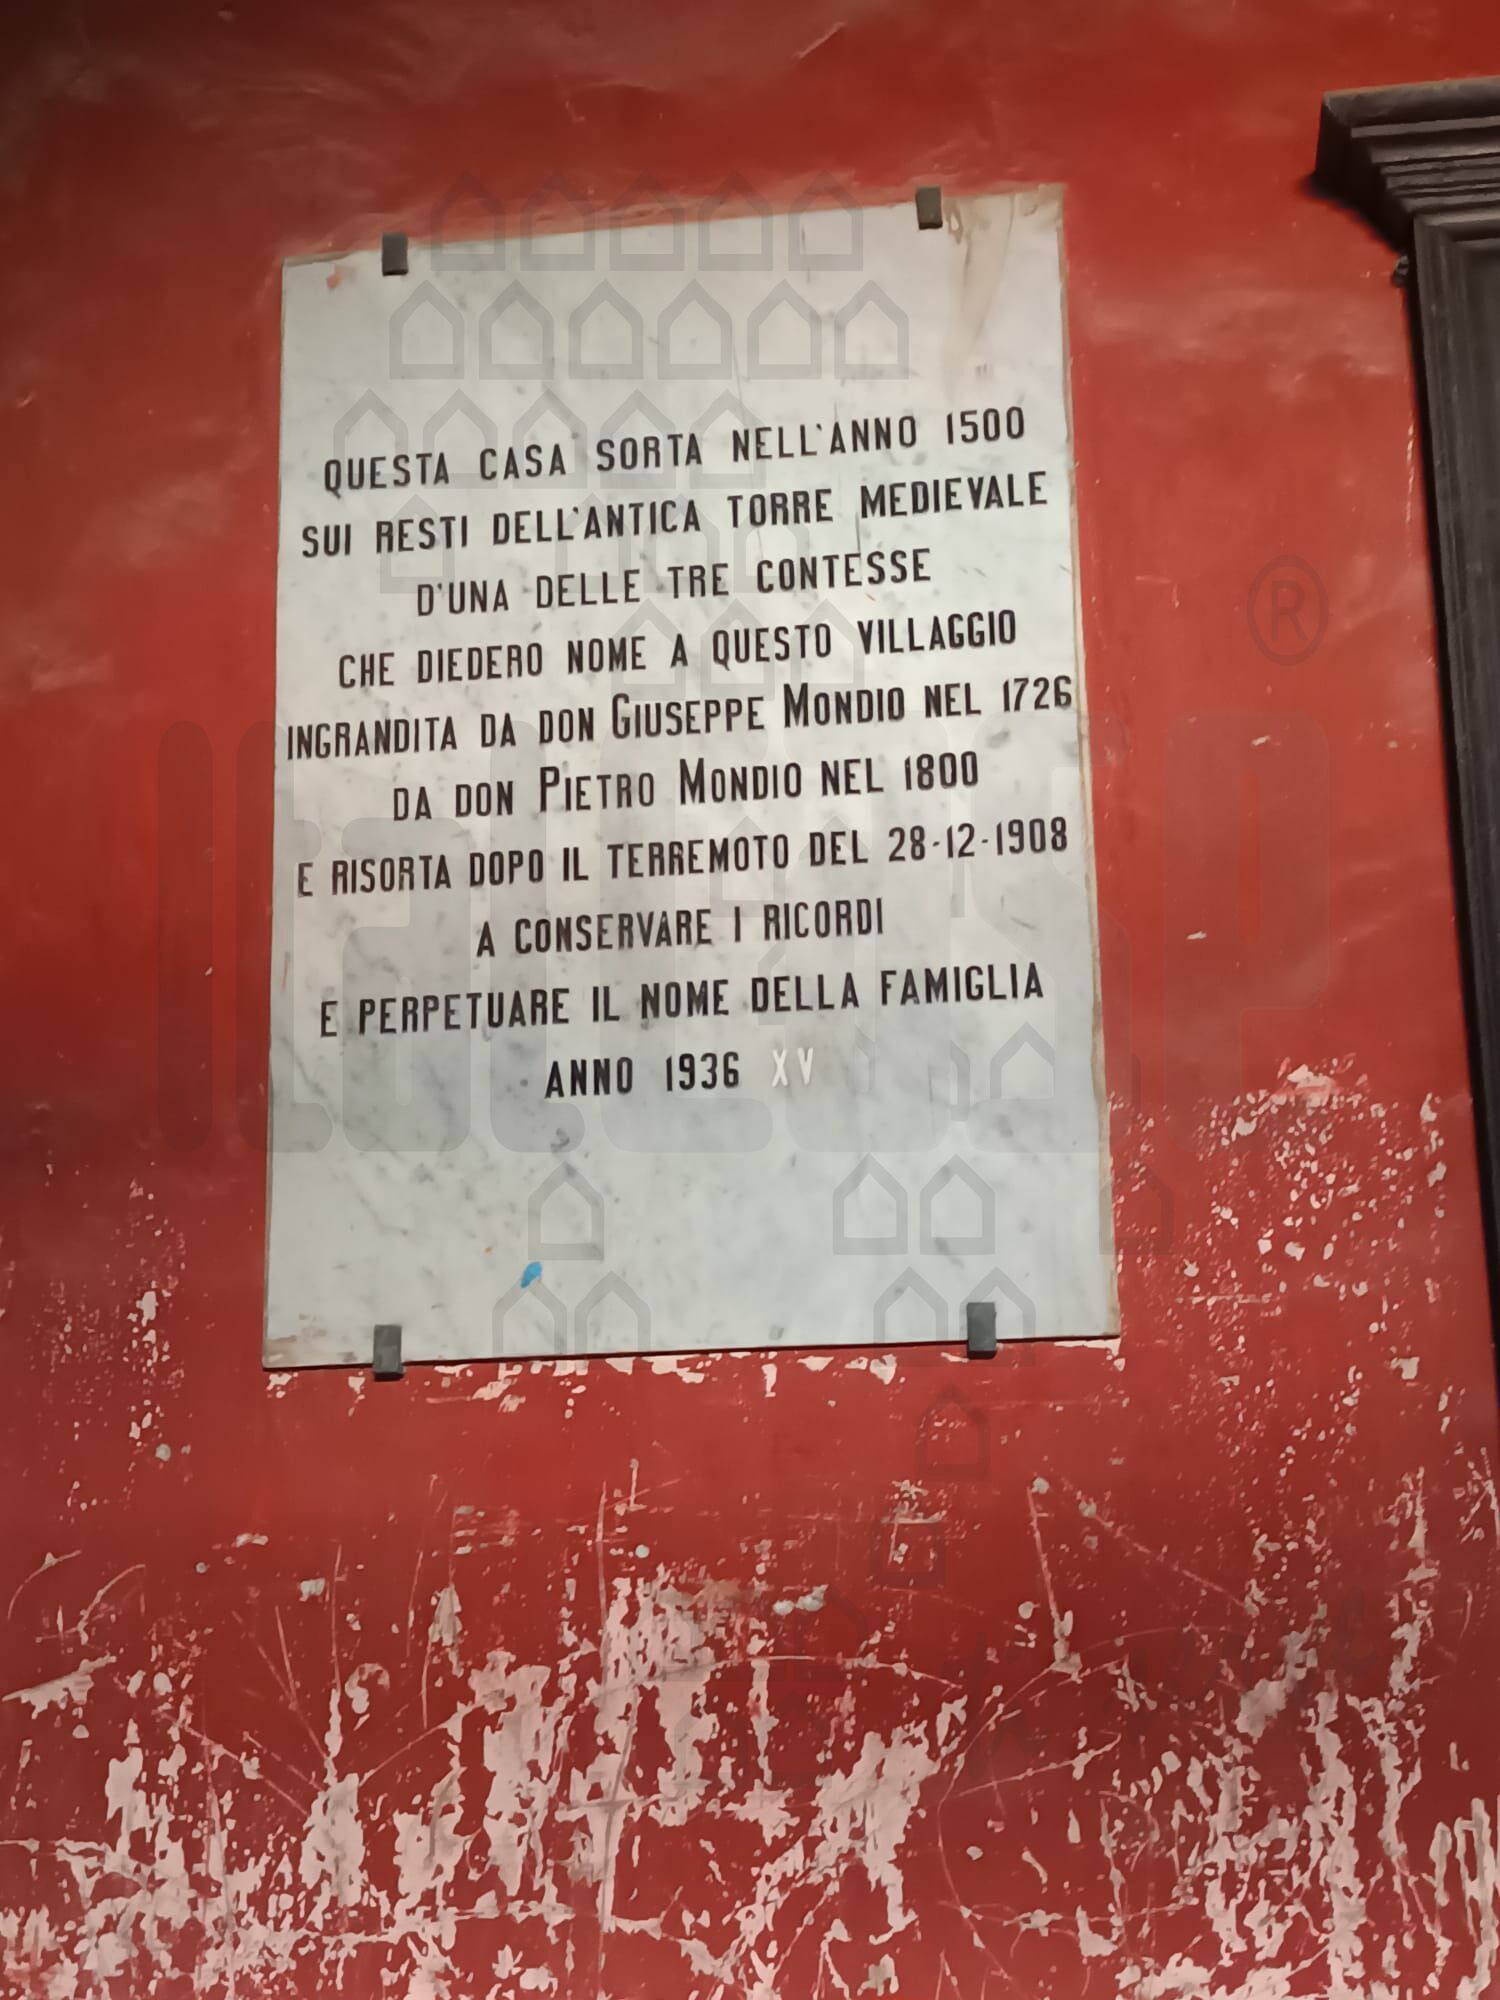 QUESTA CASA SORTA NELL'ANNO 1500
SUI RESTI DELL'ANTICA TORRE MEDIEVALE
D'UNA DELLE TRE CONTESSE
CHE DIEDERO NOME A QUESTO VILLAGGIO
INGRANDITA DA DON GIUSEPPE MONDIO NEL 1726
DA DON PIETRO MONDIO NEL 1800
E RISORTA DOPO IL TERREMOTO DEL 28-12-1908
A CONSERVARE I RICORDI
E PERPETUARE IL NOME DELLA FAMIGLIA
ANNO 1936 XV
®